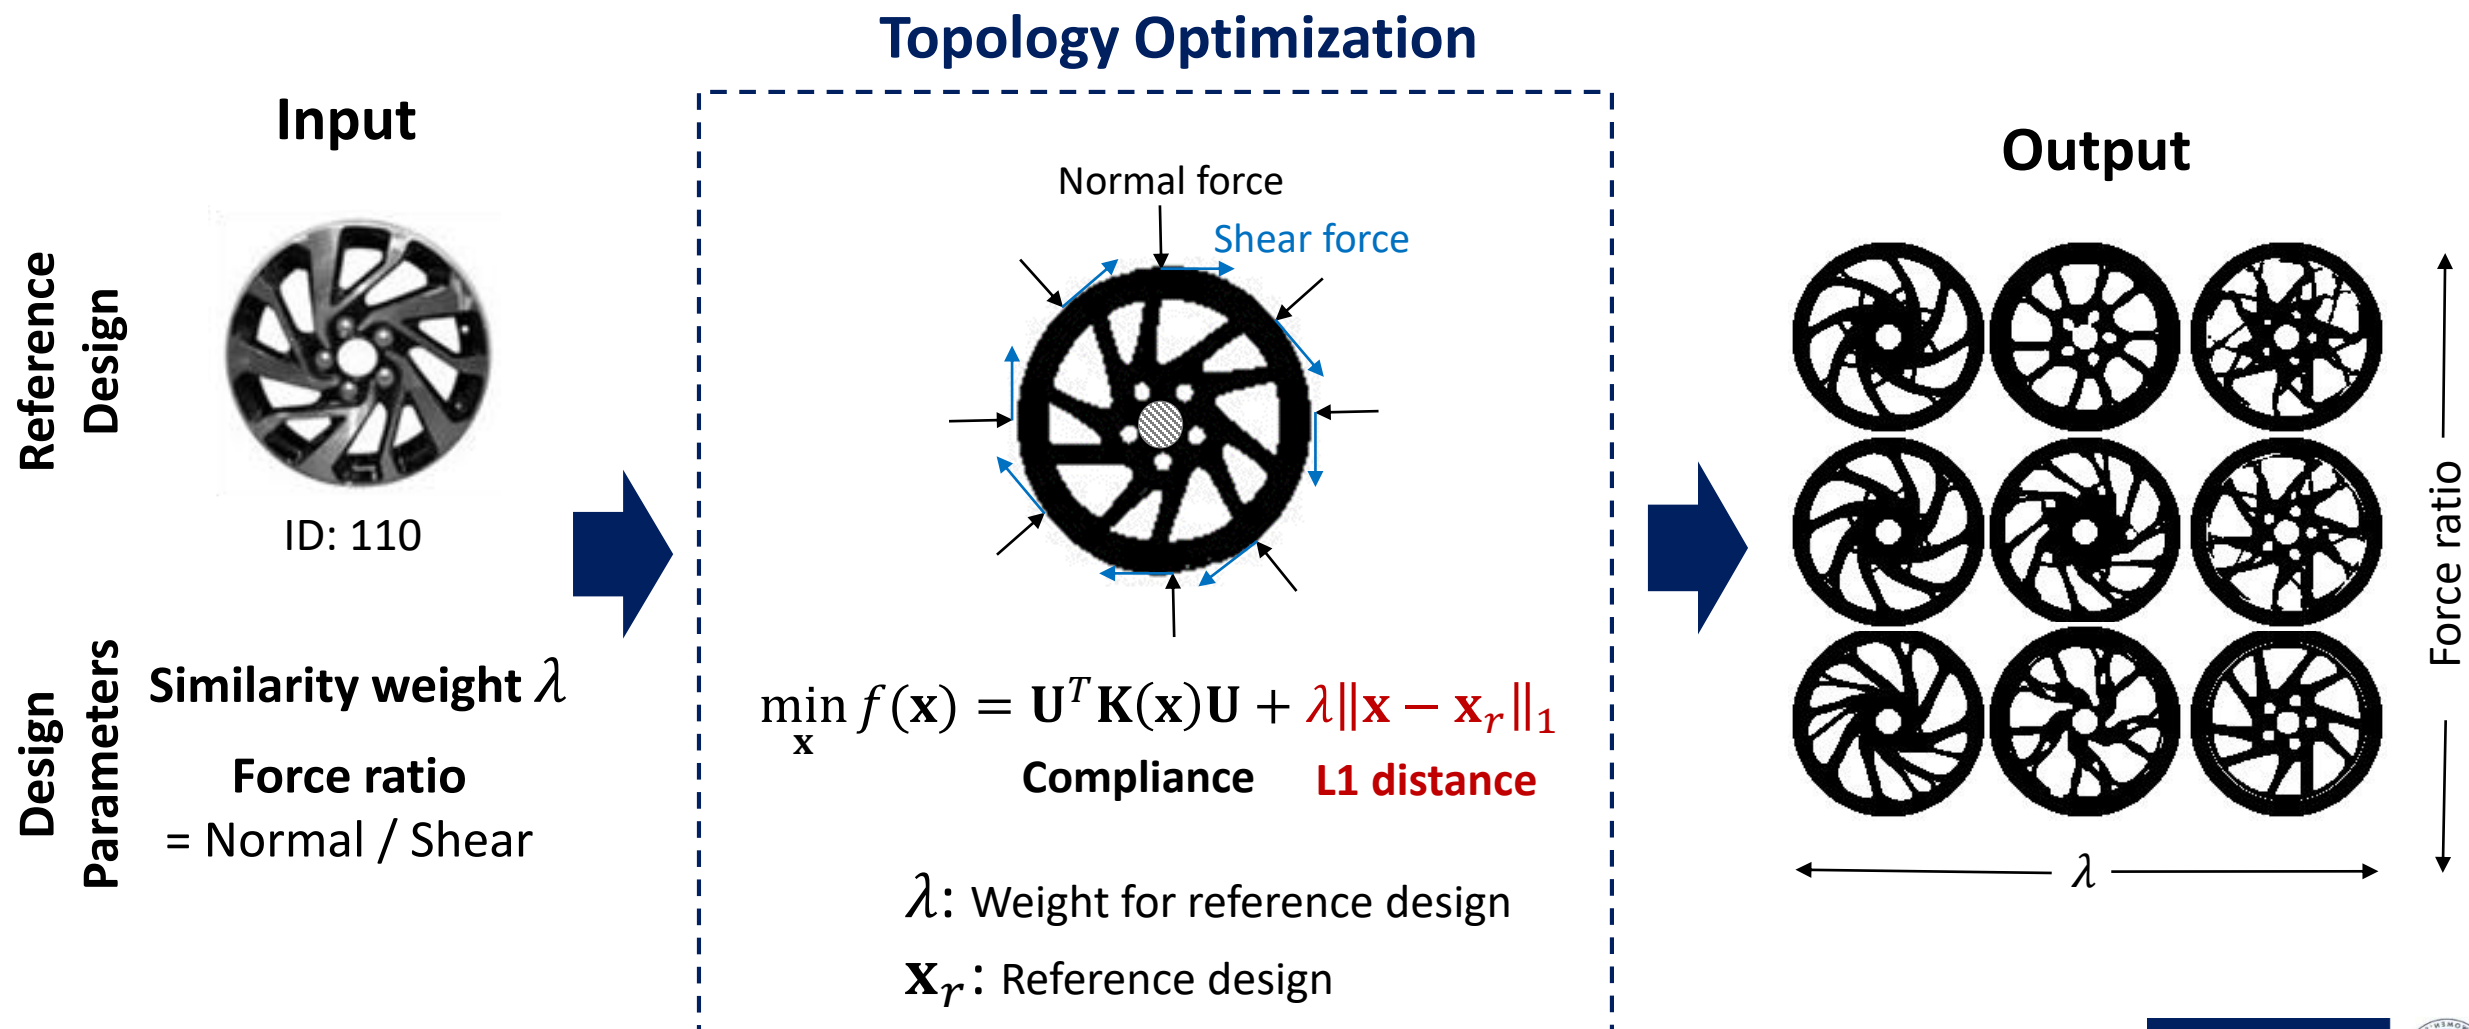 Topology Optimization
Input
Reference
Design
ID: 110
Design
Parameters
Similarity weight λ
Force ratio
= Normal / Shear
Normal force
Shear force
min f(x) = UᵀK(x)U + λ‖x − xᵣ‖₁
x
Compliance
L1 distance
λ: Weight for reference design
xᵣ: Reference design
Output
Force ratio
λ